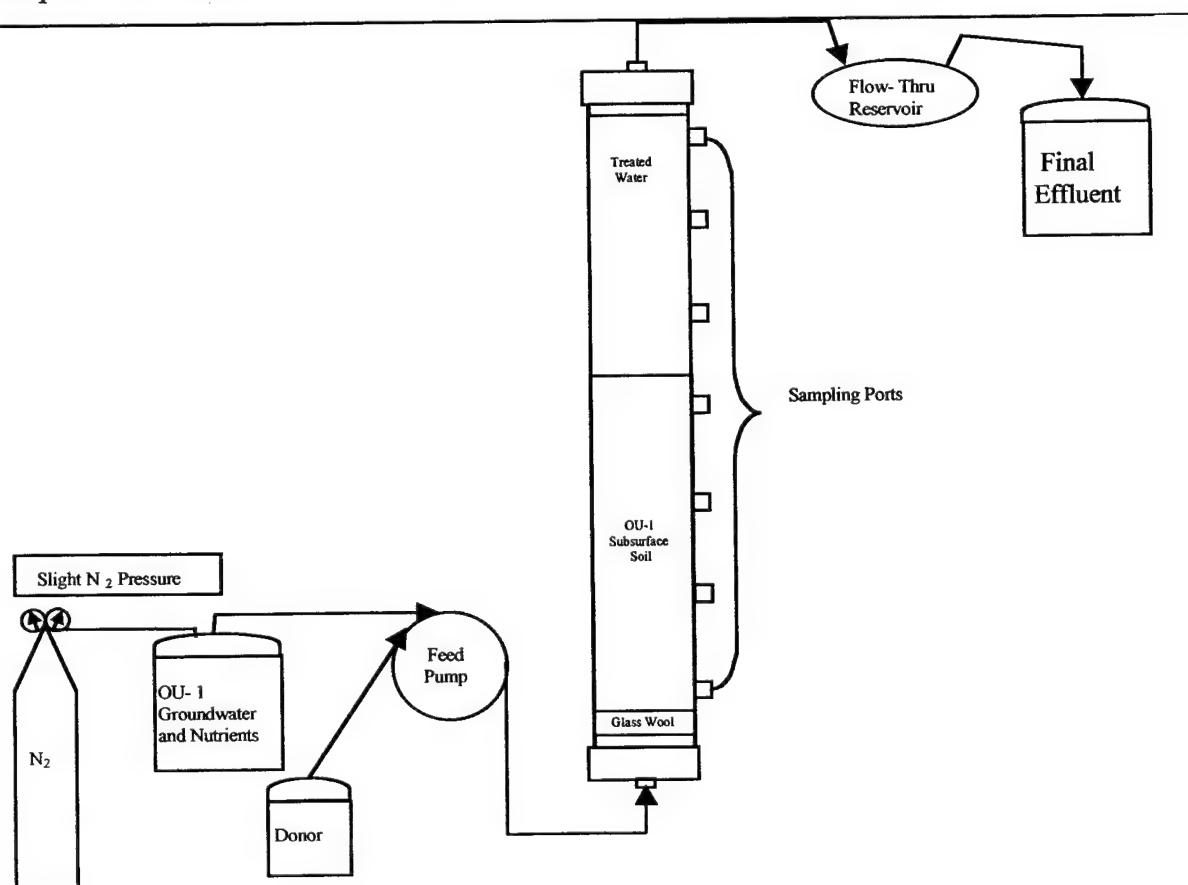 Flow- Thru
Reservoir
Final
Effluent
Treated
Water
Sampling Ports
OU-1
Subsurface
Soil
Slight N 2 Pressure
Feed
Pump
OU- 1
Groundwater
and Nutrients
Glass Wool
N2
Donor